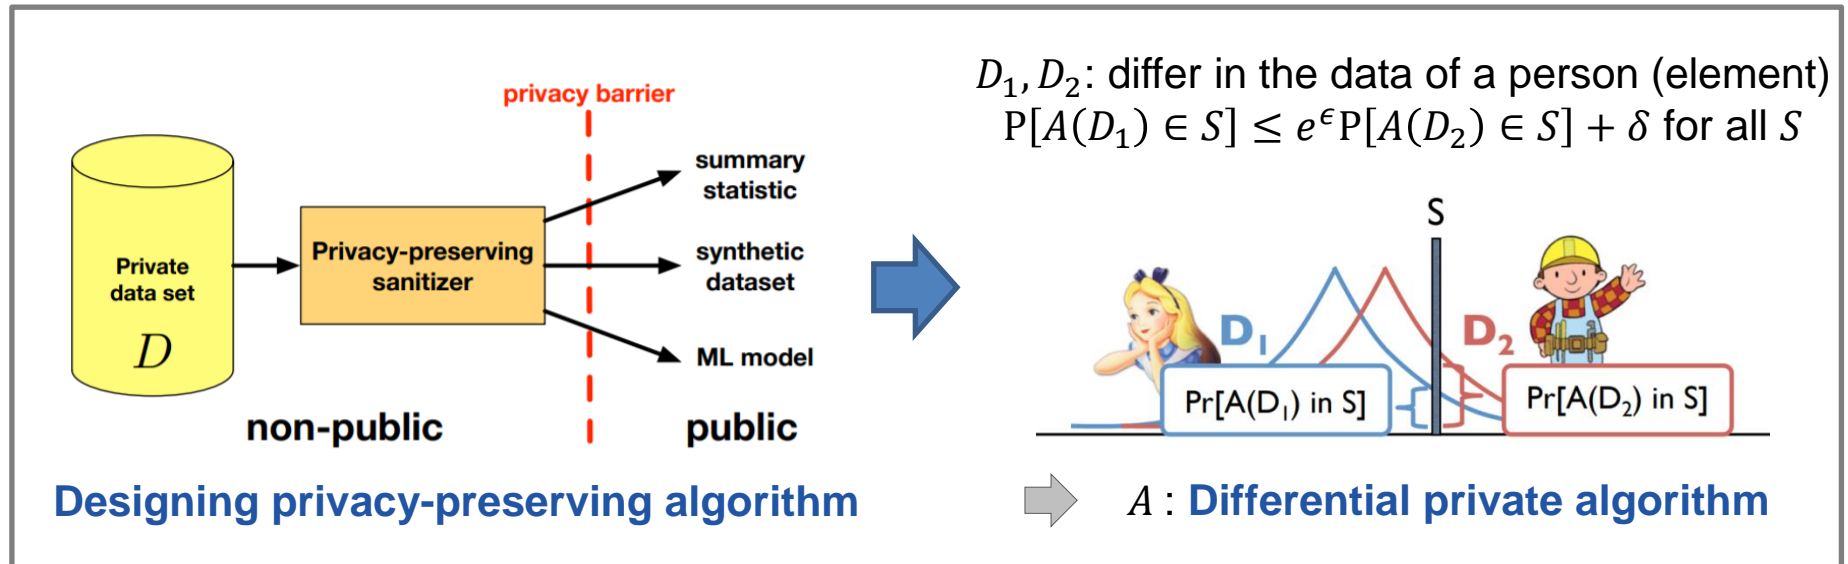 privacy barrier
Private
data set
D
Privacy-preserving
sanitizer
summary
statistic
synthetic
dataset
ML model
non-public
public
Designing privacy-preserving algorithm
D₁, D₂: differ in the data of a person (element)
P[A(D₁) ∈ S] ≤ e^ϵ P[A(D₂) ∈ S] + δ for all S
S
D₁
D₂
Pr[A(D₁) in S]
Pr[A(D₂) in S]
A : Differential private algorithm